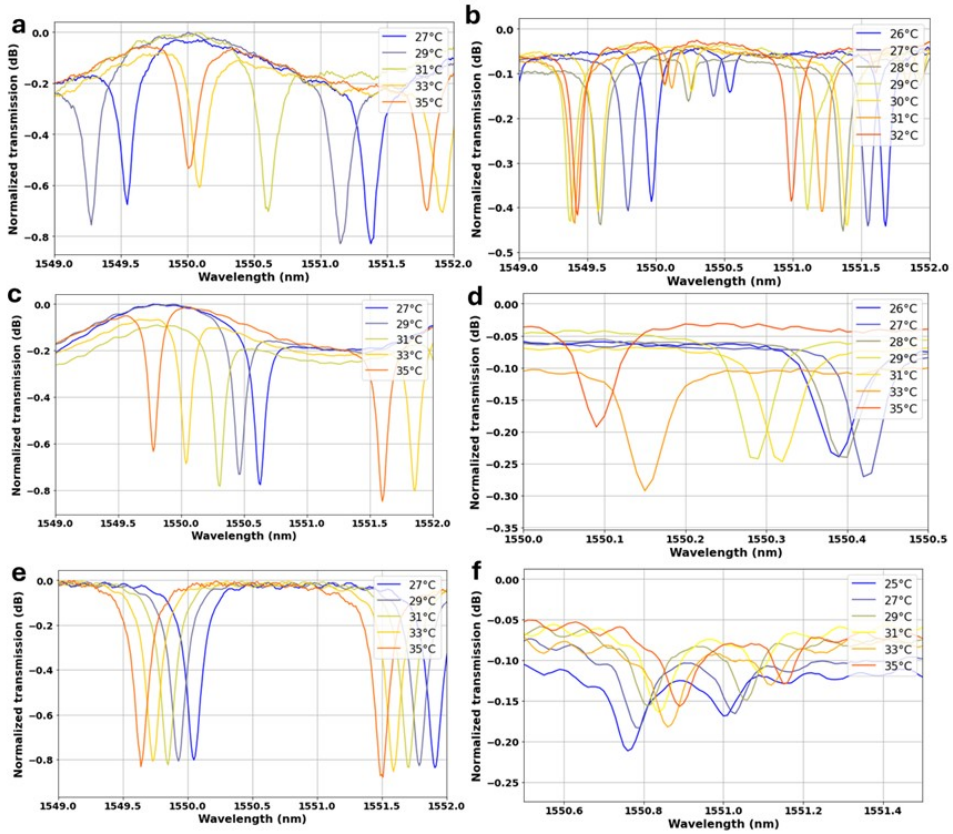 a
Normalized transmission (dB)
0.0
−0.2
−0.4
−0.6
−0.8
1549.0 1549.5 1550.0 1550.5 1551.0 1551.5 1552.0
Wavelength (nm)
27°C
29°C
31°C
33°C
35°C
b
Normalized transmission (dB)
0.0
−0.1
−0.2
−0.3
−0.4
−0.5
1549.0 1549.5 1550.0 1550.5 1551.0 1551.5 1552.0
Wavelength (nm)
26°C
27°C
28°C
29°C
30°C
31°C
32°C
c
Normalized transmission (dB)
0.0
−0.2
−0.4
−0.6
−0.8
1549.0 1549.5 1550.0 1550.5 1551.0 1551.5 1552.0
Wavelength (nm)
27°C
29°C
31°C
33°C
35°C
d
Normalized transmission (dB)
0.00
−0.05
−0.10
−0.15
−0.20
−0.25
−0.30
−0.35
1550.0 1550.1 1550.2 1550.3 1550.4 1550.5
Wavelength (nm)
26°C
27°C
28°C
29°C
31°C
33°C
35°C
e
Normalized transmission (dB)
0.0
−0.2
−0.4
−0.6
−0.8
1549.0 1549.5 1550.0 1550.5 1551.0 1551.5 1552.0
Wavelength (nm)
27°C
29°C
31°C
33°C
35°C
f
Normalized transmission (dB)
0.00
−0.05
−0.10
−0.15
−0.20
−0.25
1550.6 1550.8 1551.0 1551.1 1551.4
Wavelength (nm)
25°C
27°C
29°C
31°C
33°C
35°C